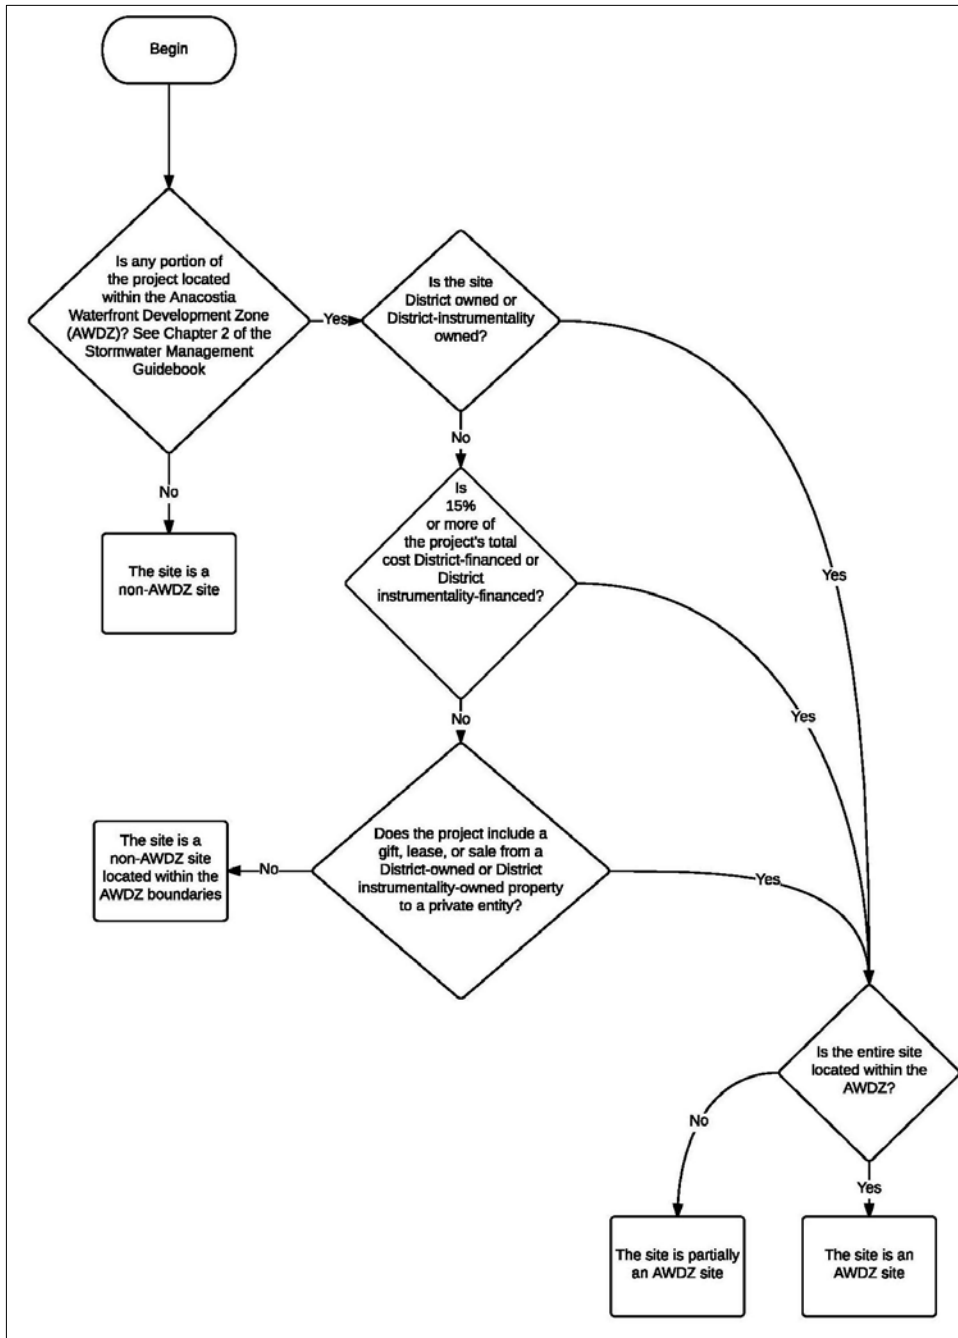 Begin
Is any portion of
the project located
within the Anacostia
Waterfront Development Zone
(AWDZ)? See Chapter 2 of the
Stormwater Management
Guidebook
Yes
Is the site
District owned or
District-instrumentality
owned?
No
No
Is
15%
or more of
the project's total
cost District-financed or
District
instrumentality-financed?
The site is a
non-AWDZ site
Yes
Yes
No
Does the project include a
gift, lease, or sale from a
District-owned or District
instrumentality-owned property
to a private entity?
No
The site is a
non-AWDZ site
located within the
AWDZ boundaries
Yes
Is the entire site
located within the
AWDZ?
No
Yes
The site is partially
an AWDZ site
The site is an
AWDZ site